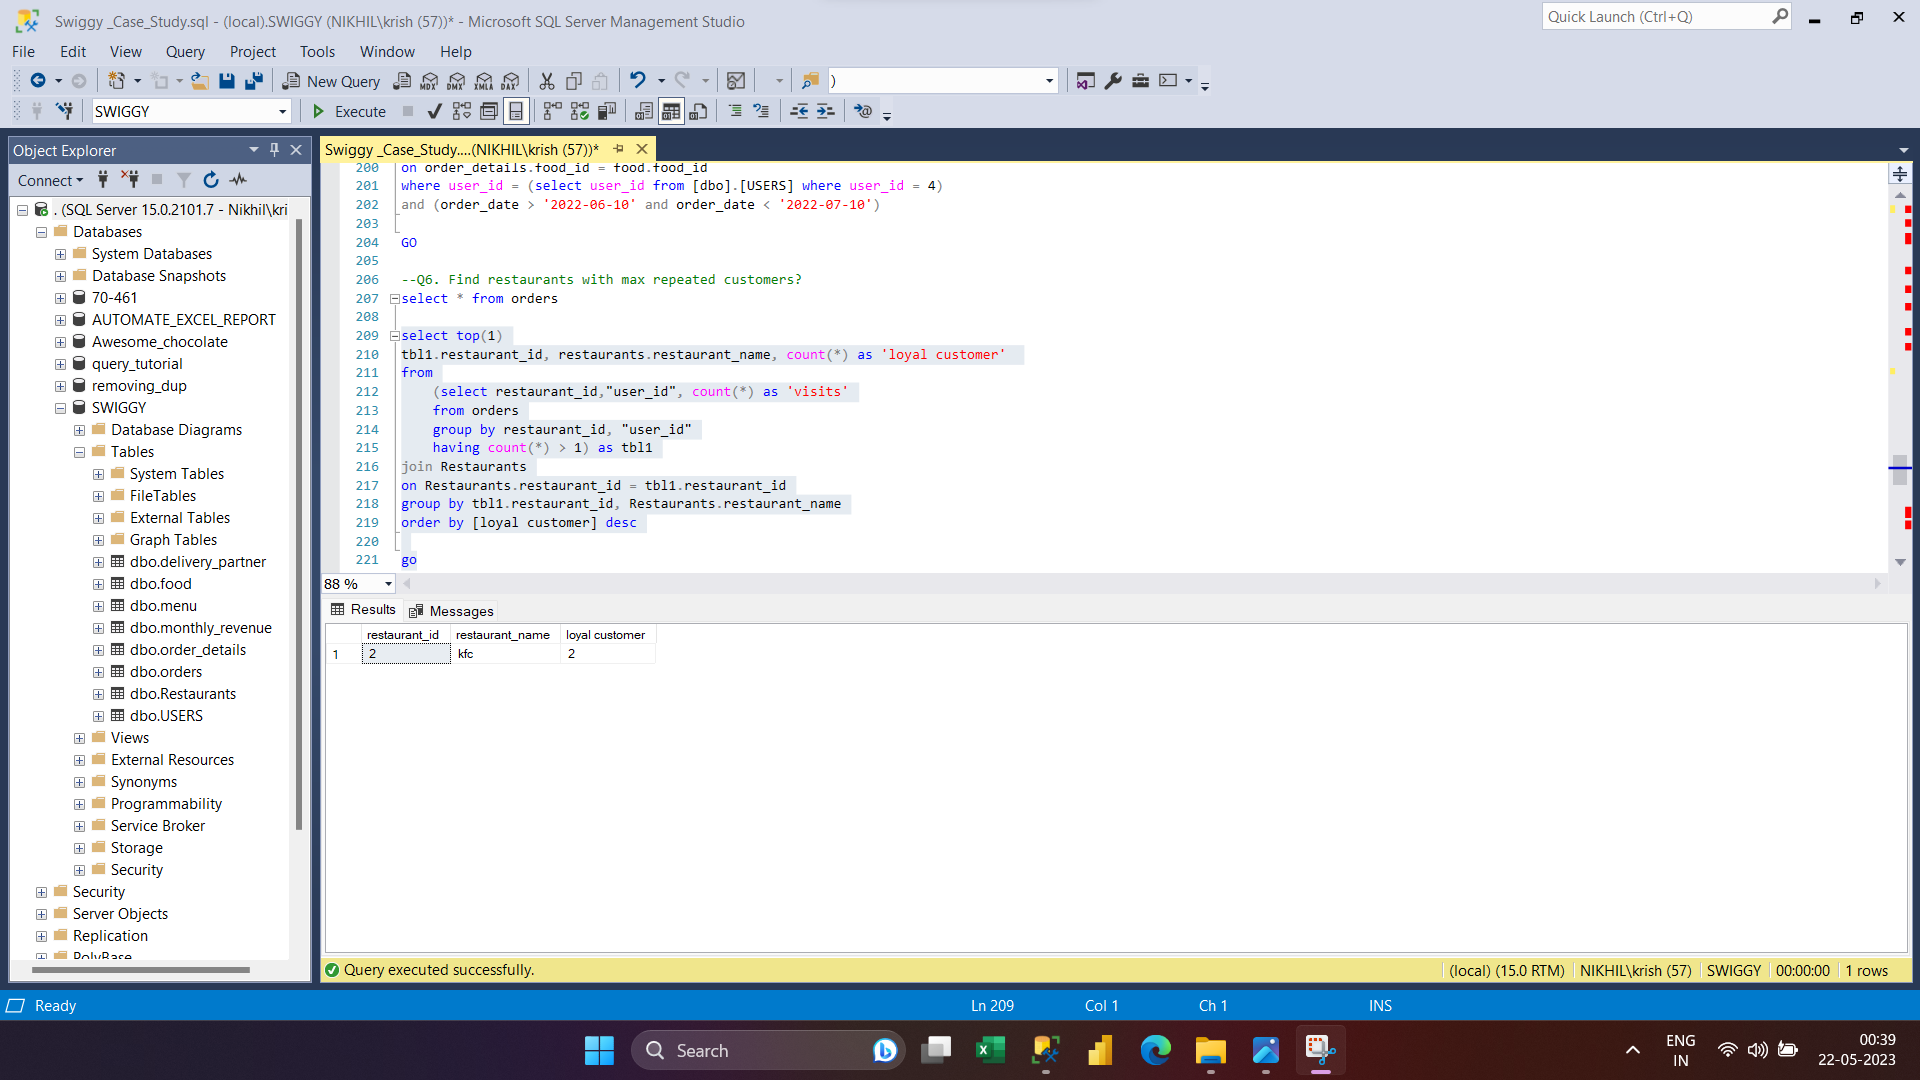 Swiggy _Case_Study.sql - (local).SWIGGY (NIKHIL\krish (57))* - Microsoft SQL Server Management Studio
Quick Launch (Ctrl+Q)
File Edit View Query Project Tools Window Help
New Query
MDX DMX XMLA DAX
)
SWIGGY
Execute
Object Explorer
Connect
. (SQL Server 15.0.2101.7 - Nikhil\kri
Databases
System Databases
Database Snapshots
70-461
AUTOMATE_EXCEL_REPORT
Awesome_chocolate
query_tutorial
removing_dup
SWIGGY
Database Diagrams
Tables
System Tables
FileTables
External Tables
Graph Tables
dbo.delivery_partner
dbo.food
dbo.menu
dbo.monthly_revenue
dbo.order_details
dbo.orders
dbo.Restaurants
dbo.USERS
Views
External Resources
Synonyms
Programmability
Service Broker
Storage
Security
Security
Server Objects
Replication
PolyBase
Swiggy _Case_Study....(NIKHIL\krish (57))*
200 on order_details.food_id = food.food_id
201 where user_id = (select user_id from [dbo].[USERS] where user_id = 4)
202 and (order_date > '2022-06-10' and order_date < '2022-07-10')
203
204 GO
205
206 --Q6. Find restaurants with max repeated customers?
207 select * from orders
208
209 select top(1)
210 tbl1.restaurant_id, restaurants.restaurant_name, count(*) as 'loyal customer'
211 from
212 (select restaurant_id,"user_id", count(*) as 'visits'
213 from orders
214 group by restaurant_id, "user_id"
215 having count(*) > 1) as tbl1
216 join Restaurants
217 on Restaurants.restaurant_id = tbl1.restaurant_id
218 group by tbl1.restaurant_id, Restaurants.restaurant_name
219 order by [loyal customer] desc
220
221 go
88 %
Results Messages
restaurant_id restaurant_name loyal customer
1 2 kfc 2
Query executed successfully.
(local) (15.0 RTM) NIKHIL\krish (57) SWIGGY 00:00:00 1 rows
Ready
Ln 209 Col 1 Ch 1 INS
Search
ENG
IN
00:39
22-05-2023